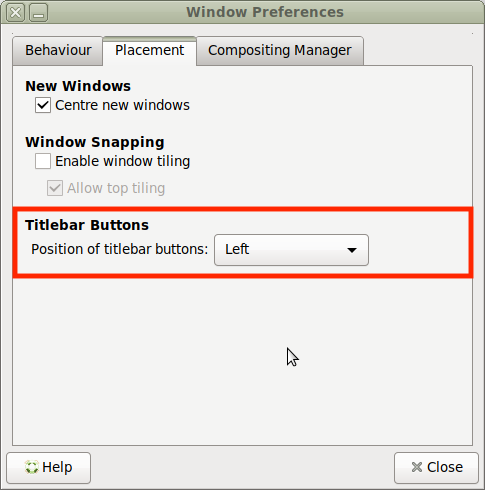 Window Preferences
Behaviour Placement Compositing Manager
New Windows
Centre new windows
Window Snapping
Enable window tiling
Allow top tiling
Titlebar Buttons
Position of titlebar buttons: Left
Help Close